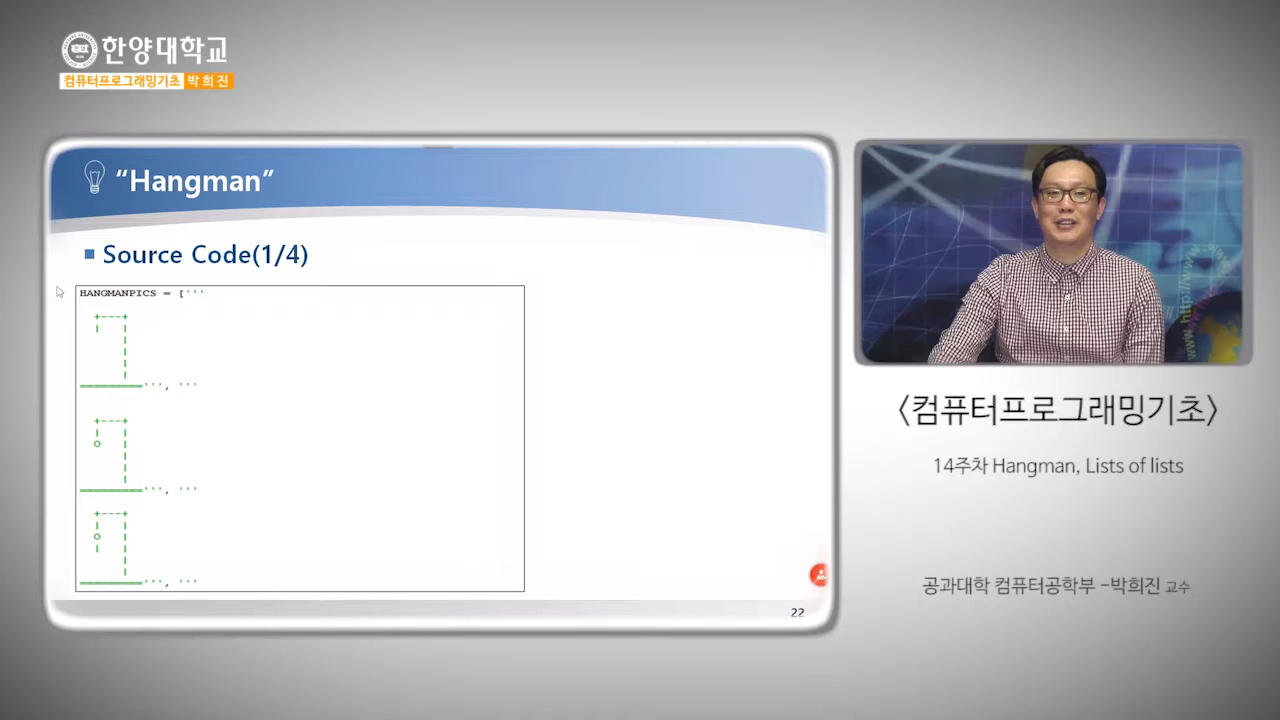 한양대학교
컴퓨터프로그래밍기초 박희진
“Hangman”
Source Code(1/4)
HANGMANPICS = ['''
  +---+
  |   |
      |
      |
      |
      |
=========''', '''
  +---+
  |   |
  O   |
      |
      |
      |
=========''', '''
  +---+
  |   |
  O   |
  |   |
      |
      |
=========''', '''
22
http://www.
www.
〈컴퓨터프로그래밍기초〉
14주차 Hangman, Lists of lists
공과대학 컴퓨터공학부 –박희진 교수